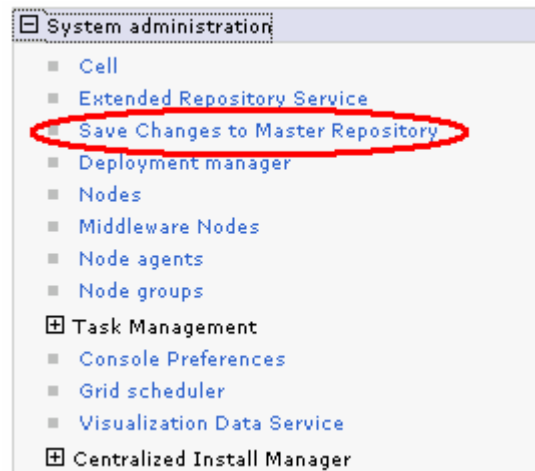 System administration
Cell
Extended Repository Service
Save Changes to Master Repository
Deployment manager
Nodes
Middleware Nodes
Node agents
Node groups
Task Management
Console Preferences
Grid scheduler
Visualization Data Service
Centralized Install Manager